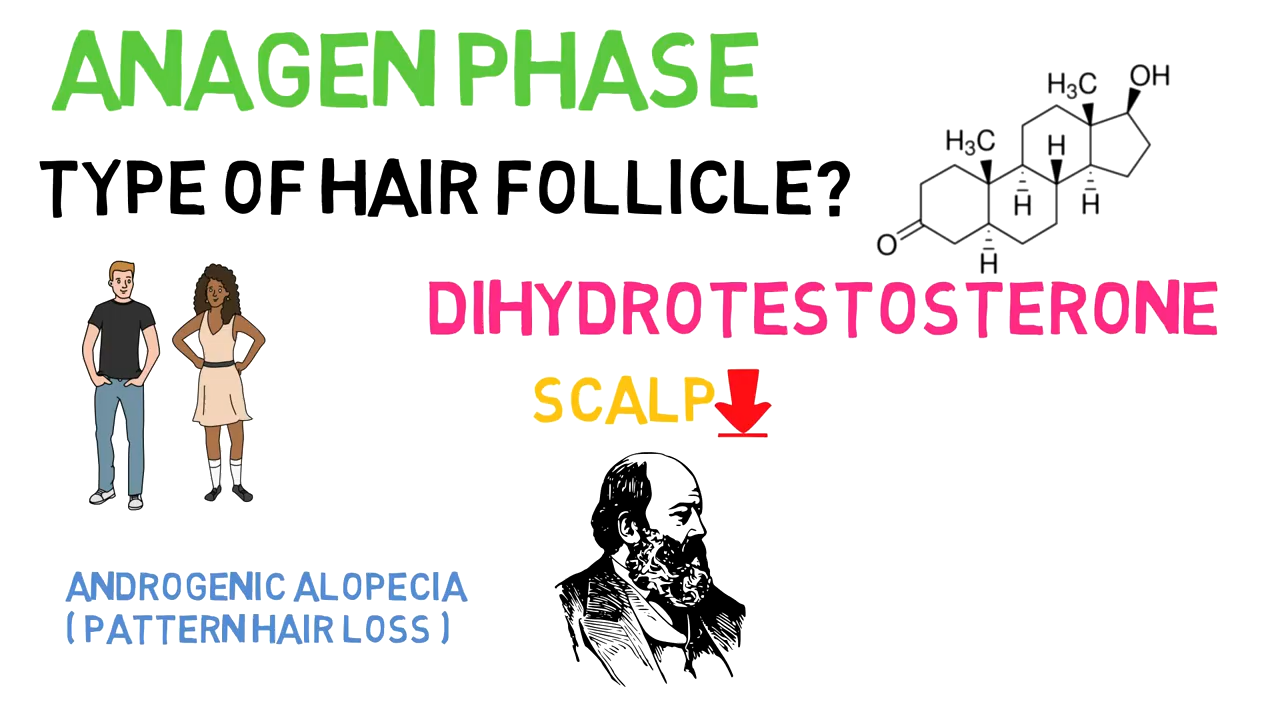 ANAGEN PHASE
TYPE OF HAIR FOLLICLE?
H₃C
OH
H₃C
H
H
H
O
H
DIHYDROTESTOSTERONE
SCALP
ANDROGENIC ALOPECIA
( PATTERN HAIR LOSS )